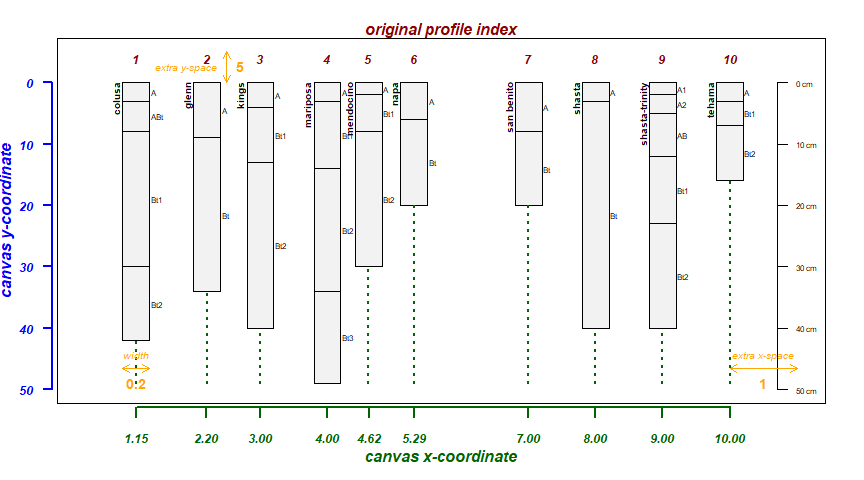 original profile index
1 2 3 4 5 6 7 8 9 10
extra y-space 5
colusa glenn kings mariposa mendocino napa san benito shasta shasta-trinity tehama
canvas y-coordinate
0
10
20
30
40
50
A
ABt
Bt1
Bt2
A
Bt
A
Bt1
Bt2
A
Bt1
Bt2
Bt3
A
Bt1
Bt2
A
Bt
A
Bt
A
Bt
A1
A2
AB
Bt1
Bt2
A
Bt1
Bt2
0 cm
10 cm
20 cm
30 cm
40 cm
50 cm
width
0.2
extra x-space
1
1.15 2.20 3.00 4.00 4.62 5.29 7.00 8.00 9.00 10.00
canvas x-coordinate